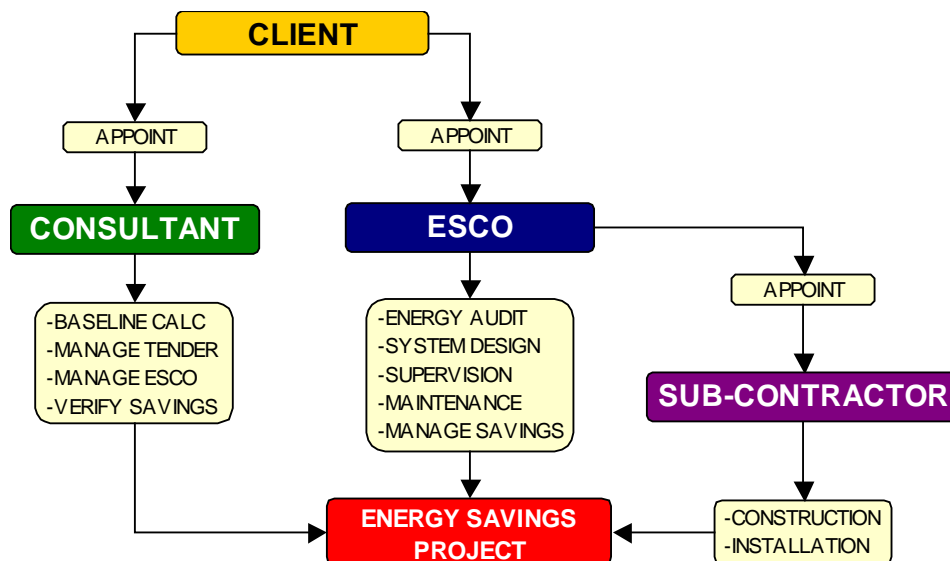 CLIENT
APPOINT
APPOINT
CONSULTANT
ESCO
APPOINT
-BASELINE CALC
-MANAGE TENDER
-MANAGE ESCO
-VERIFY SAVINGS
-ENERGY AUDIT
-SYSTEM DESIGN
-SUPERVISION
-MAINTENANCE
-MANAGE SAVINGS
SUB-CONTRACTOR
ENERGY SAVINGS
PROJECT
-CONSTRUCTION
-INSTALLATION